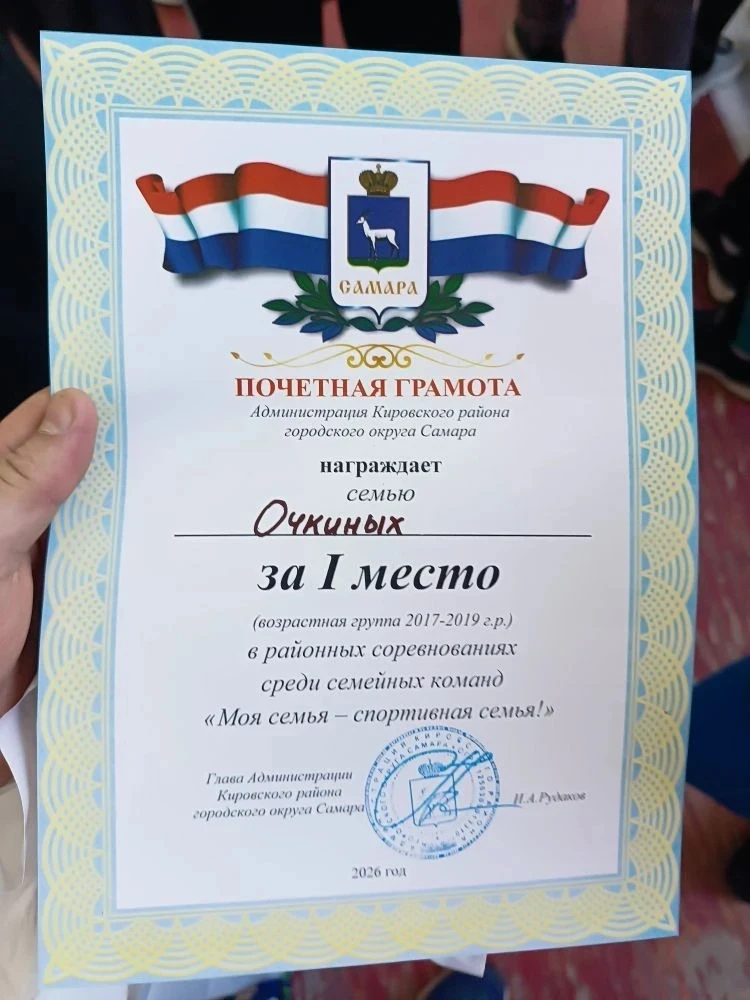 САМАРА
ПОЧЕТНАЯ ГРАМОТА
Администрация Кировского района
городского округа Самара
награждает
семью
Очкиных
за I место
(возрастная группа 2017-2019 г.р.)
в районных соревнованиях
среди семейных команд
«Моя семья – спортивная семья!»
Глава Администрации
Кировского района
городского округа Самара
И.А.Рудаков
2026 год